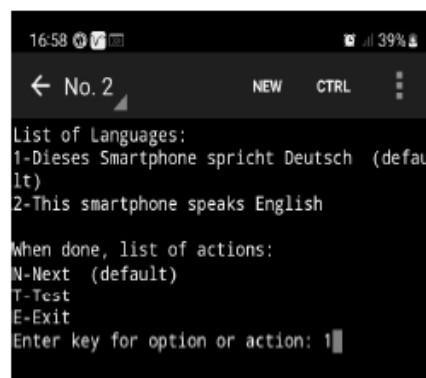 16:58 39%
← No. 2 NEW CTRL
List of Languages:
1-Dieses Smartphone spricht Deutsch (defau
lt)
2-This smartphone speaks English
When done, list of actions:
N-Next (default)
T-Test
E-Exit
Enter key for option or action: 1